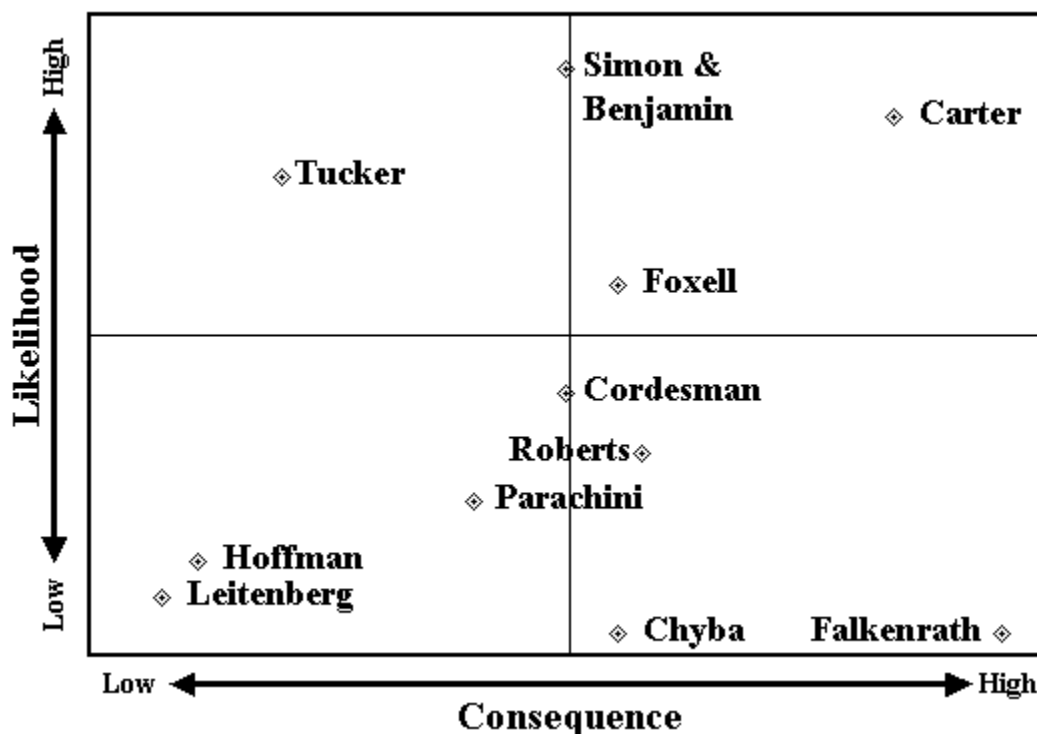 High
Simon &
Benjamin
Carter
Tucker
Foxell
Likelihood
Cordesman
Roberts
Parachini
Hoffman
Leitenberg
Low
Chyba
Falkenrath
Low
High
Consequence